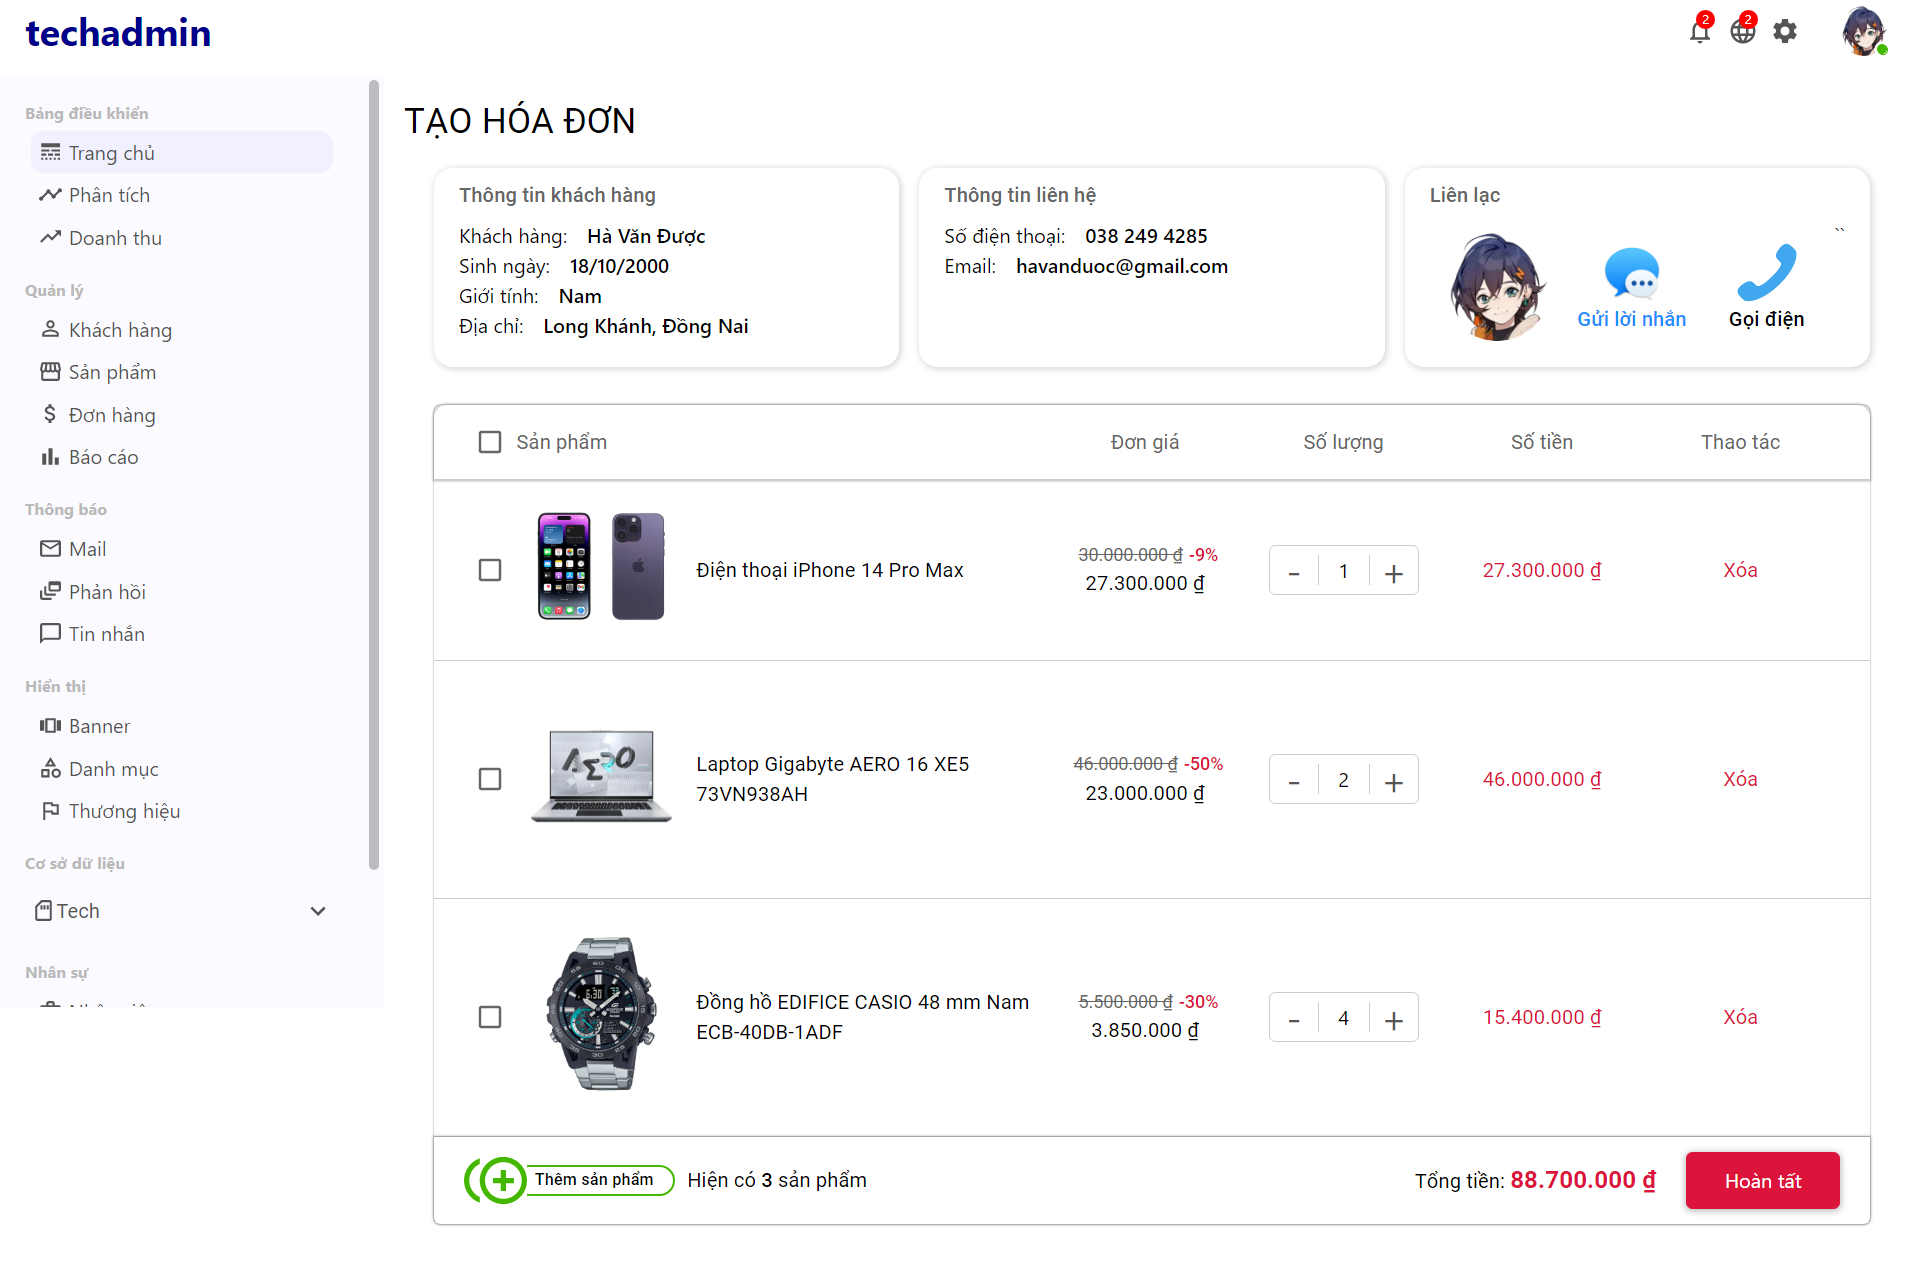 techadmin
2
2
Bảng điều khiển
Trang chủ
Phân tích
Doanh thu
Quản lý
Khách hàng
Sản phẩm
Đơn hàng
Báo cáo
Thông báo
Mail
Phản hồi
Tin nhắn
Hiển thị
Banner
Danh mục
Thương hiệu
Cơ sở dữ liệu
Tech
Nhân sự
TẠO HÓA ĐƠN
Thông tin khách hàng
Khách hàng: Hà Văn Được
Sinh ngày: 18/10/2000
Giới tính: Nam
Địa chỉ: Long Khánh, Đồng Nai
Thông tin liên hệ
Số điện thoại: 038 249 4285
Email: havanduoc@gmail.com
Liên lạc
``
Gửi lời nhắn
Gọi điện
Sản phẩm Đơn giá Số lượng Số tiền Thao tác
Điện thoại iPhone 14 Pro Max
30.000.000 ₫ -9%
27.300.000 ₫
- 1 +
27.300.000 ₫
Xóa
Laptop Gigabyte AERO 16 XE5
73VN938AH
46.000.000 ₫ -50%
23.000.000 ₫
- 2 +
46.000.000 ₫
Xóa
Đồng hồ EDIFICE CASIO 48 mm Nam
ECB-40DB-1ADF
5.500.000 ₫ -30%
3.850.000 ₫
- 4 +
15.400.000 ₫
Xóa
Thêm sản phẩm
Hiện có 3 sản phẩm
Tổng tiền: 88.700.000 ₫
Hoàn tất